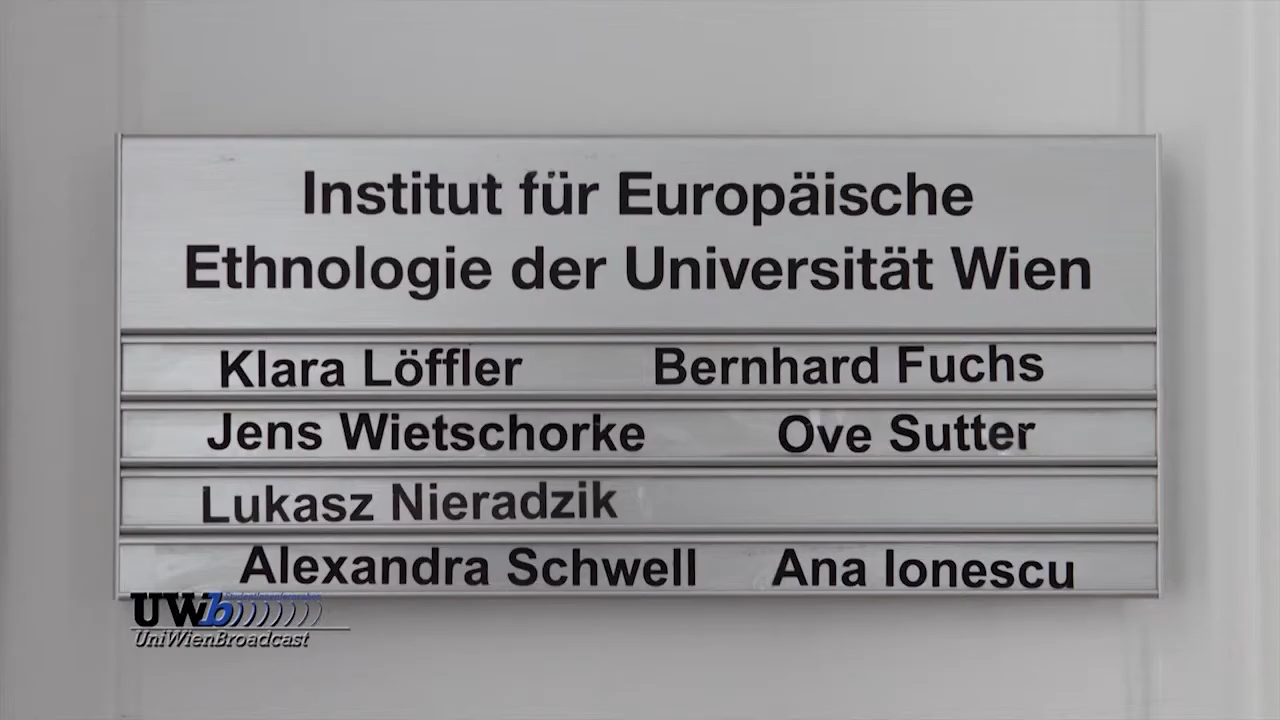 Institut für Europäische
Ethnologie der Universität Wien
Klara Löffler Bernhard Fuchs
Jens Wietschorke Ove Sutter
Lukasz Nieradzik
Alexandra Schwell Ana Ionescu
UWb
UniWienBroadcast